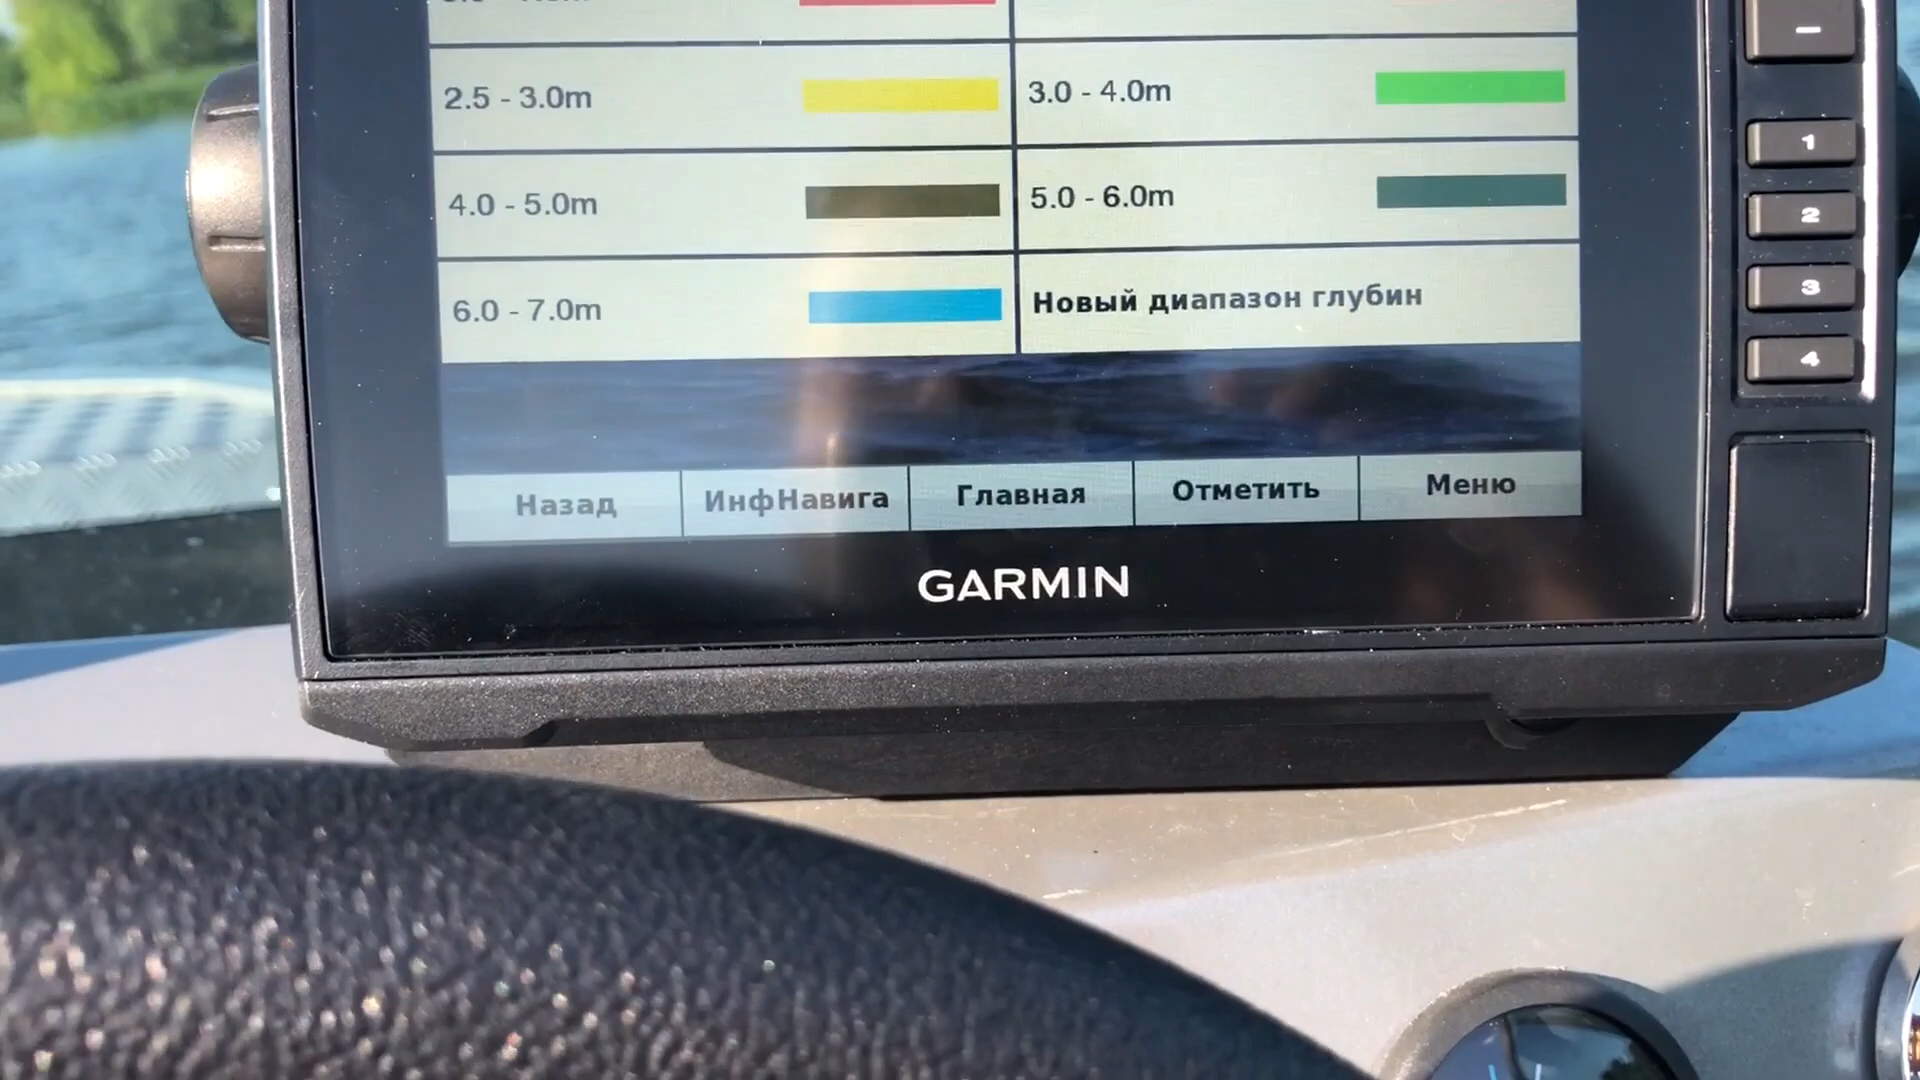 2.5 - 3.0m
3.0 - 4.0m
4.0 - 5.0m
5.0 - 6.0m
6.0 - 7.0m
Новый диапазон глубин
Назад
ИнфНавига
Главная
Отметить
Меню
GARMIN
−
1
2
3
4